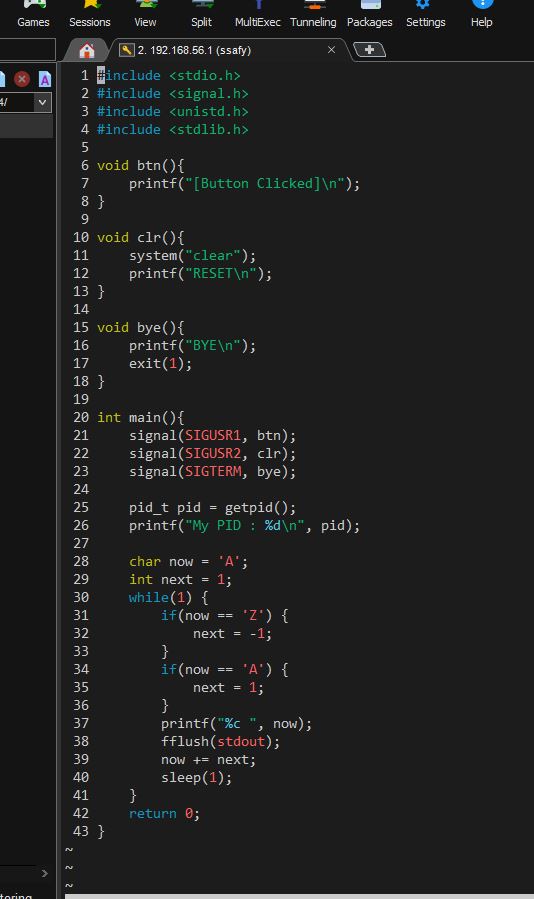 Games Sessions View Split MultiExec Tunneling Packages Settings Help
2. 192.168.56.1 (ssafy)
4/
1 #include <stdio.h>
2 #include <signal.h>
3 #include <unistd.h>
4 #include <stdlib.h>
5
6 void btn(){
7     printf("[Button Clicked]\n");
8 }
9
10 void clr(){
11     system("clear");
12     printf("RESET\n");
13 }
14
15 void bye(){
16     printf("BYE\n");
17     exit(1);
18 }
19
20 int main(){
21     signal(SIGUSR1, btn);
22     signal(SIGUSR2, clr);
23     signal(SIGTERM, bye);
24
25     pid_t pid = getpid();
26     printf("My PID : %d\n", pid);
27
28     char now = 'A';
29     int next = 1;
30     while(1) {
31         if(now == 'Z') {
32             next = -1;
33         }
34         if(now == 'A') {
35             next = 1;
36         }
37         printf("%c ", now);
38         fflush(stdout);
39         now += next;
40         sleep(1);
41     }
42     return 0;
43 }
~
~
~